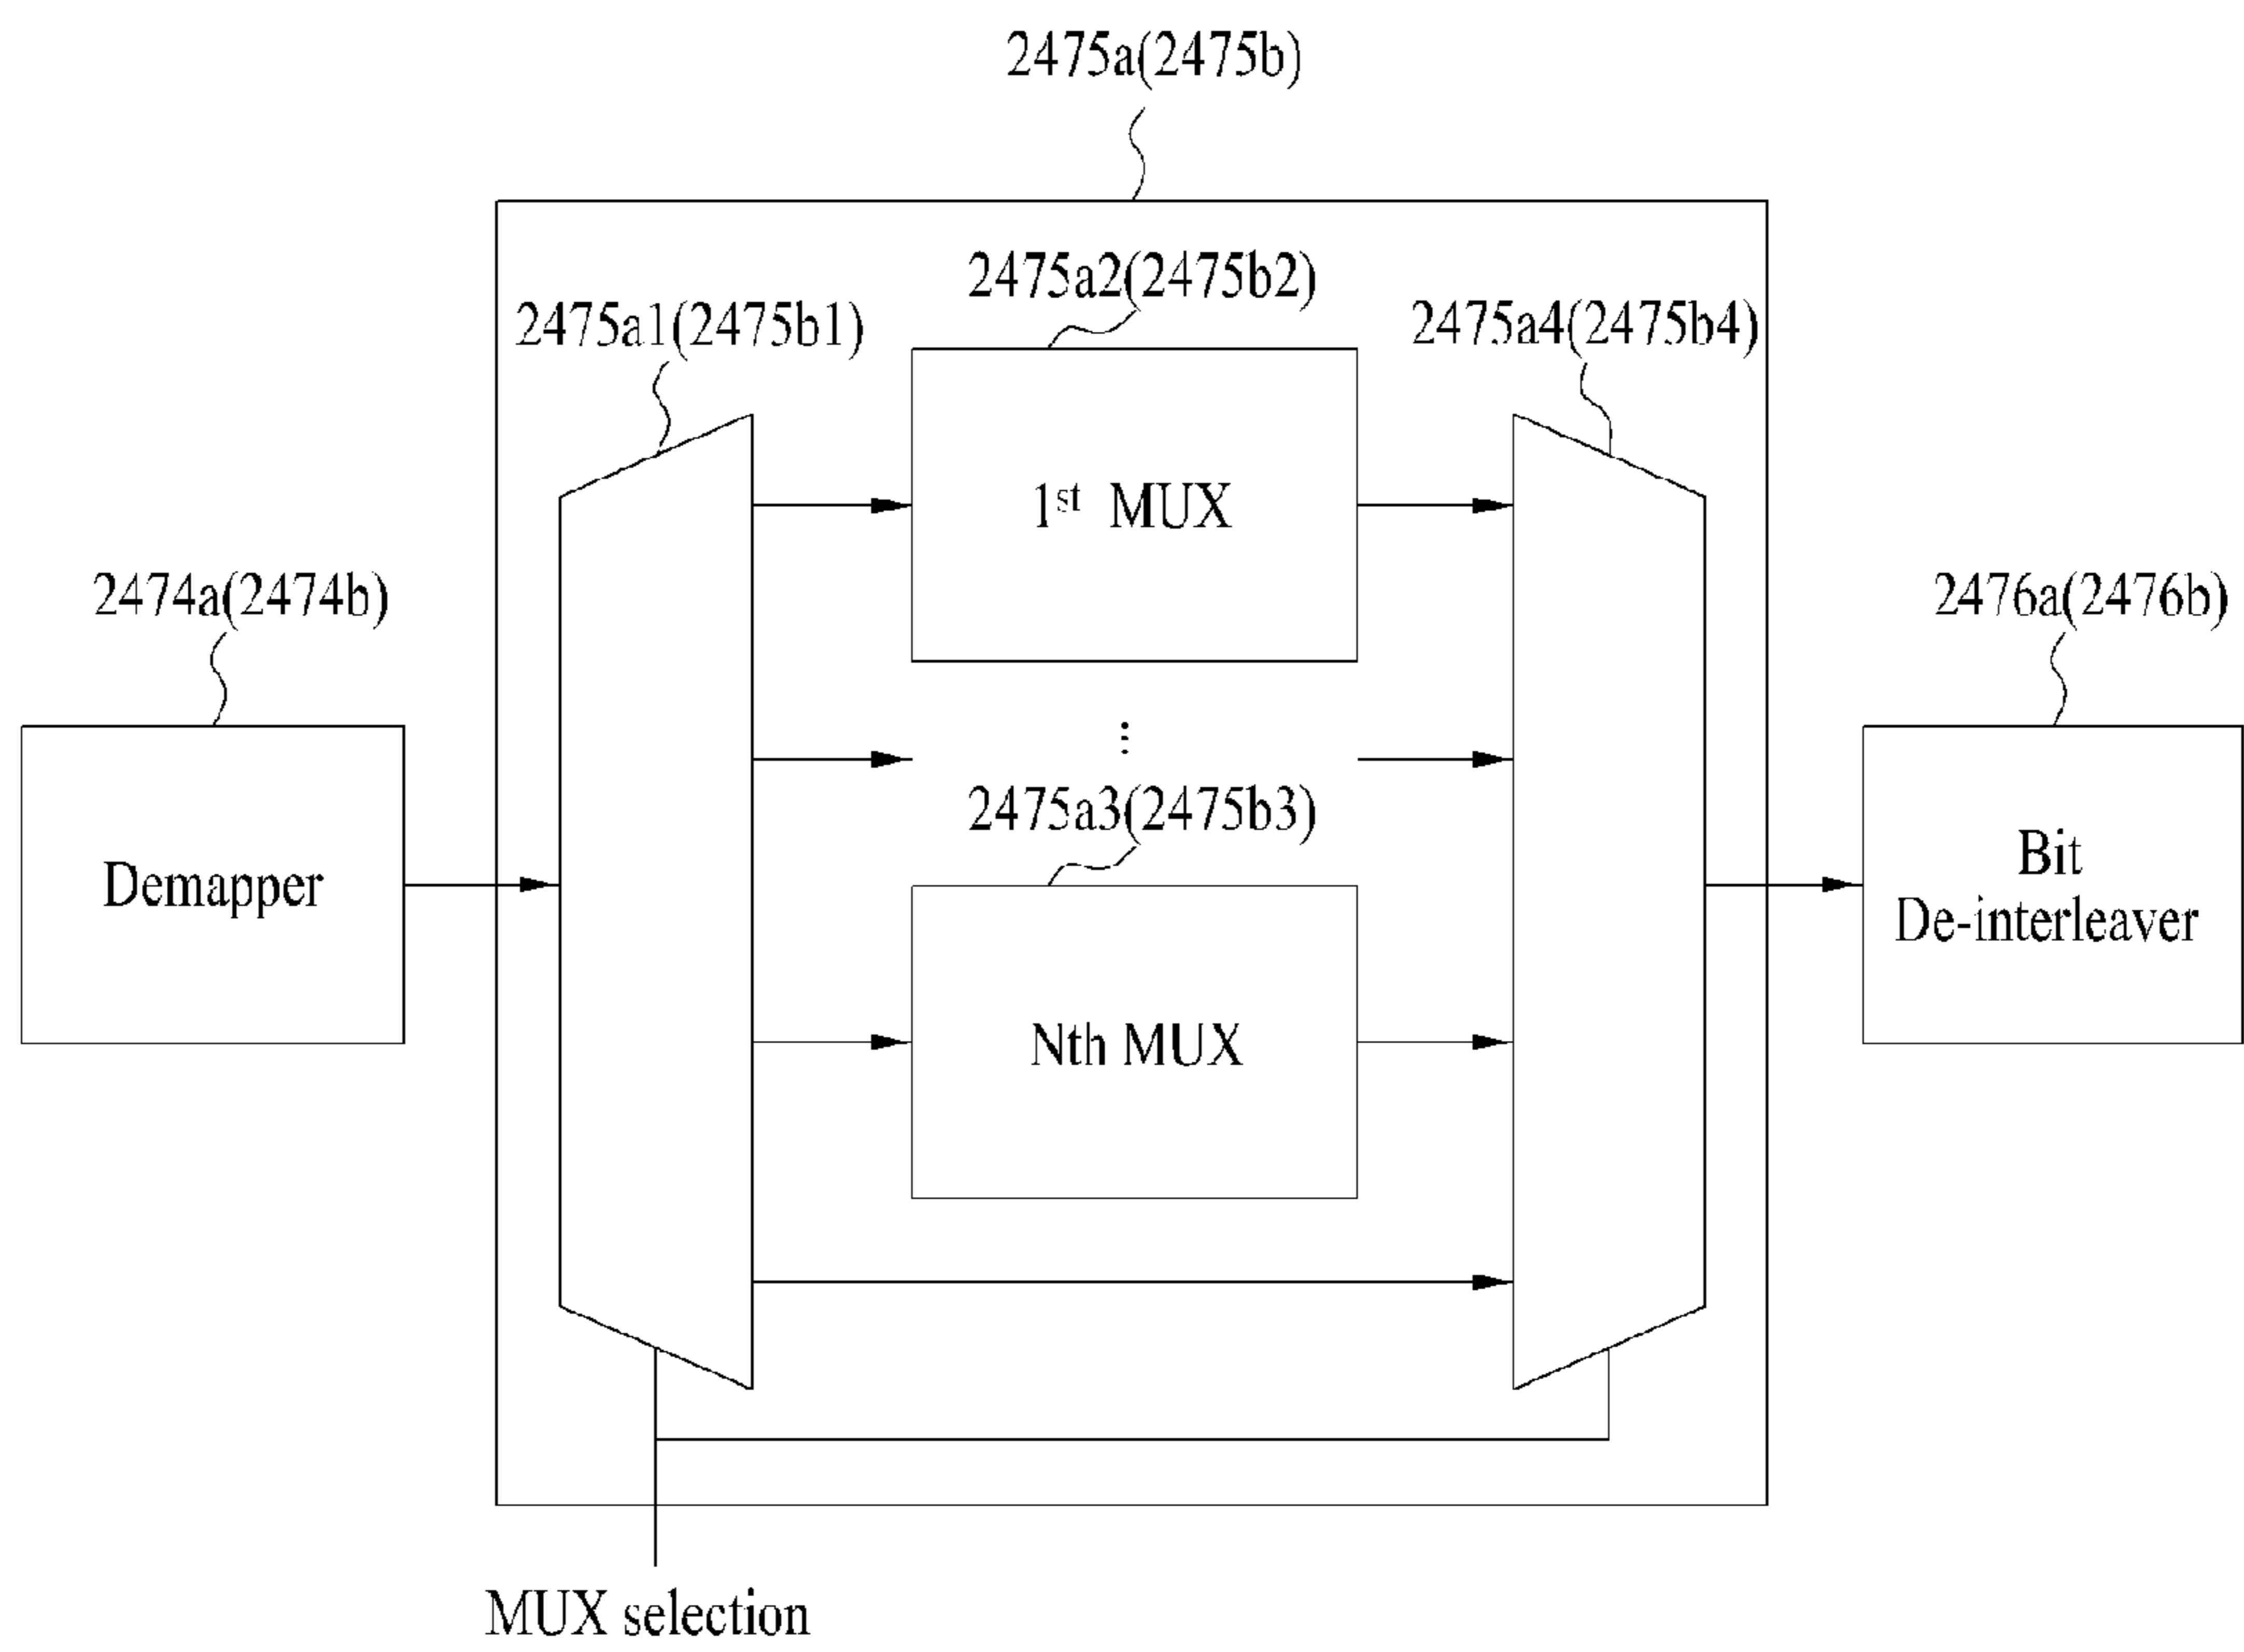 2475a(2475b)
2475a2(2475b2)
2475a1(2475b1)
2475a4(2475b4)
1st MUX
2474a(2474b)
2476a(2476b)
...
2475a3(2475b3)
Demapper
Bit
De-interleaver
Nth MUX
MUX selection